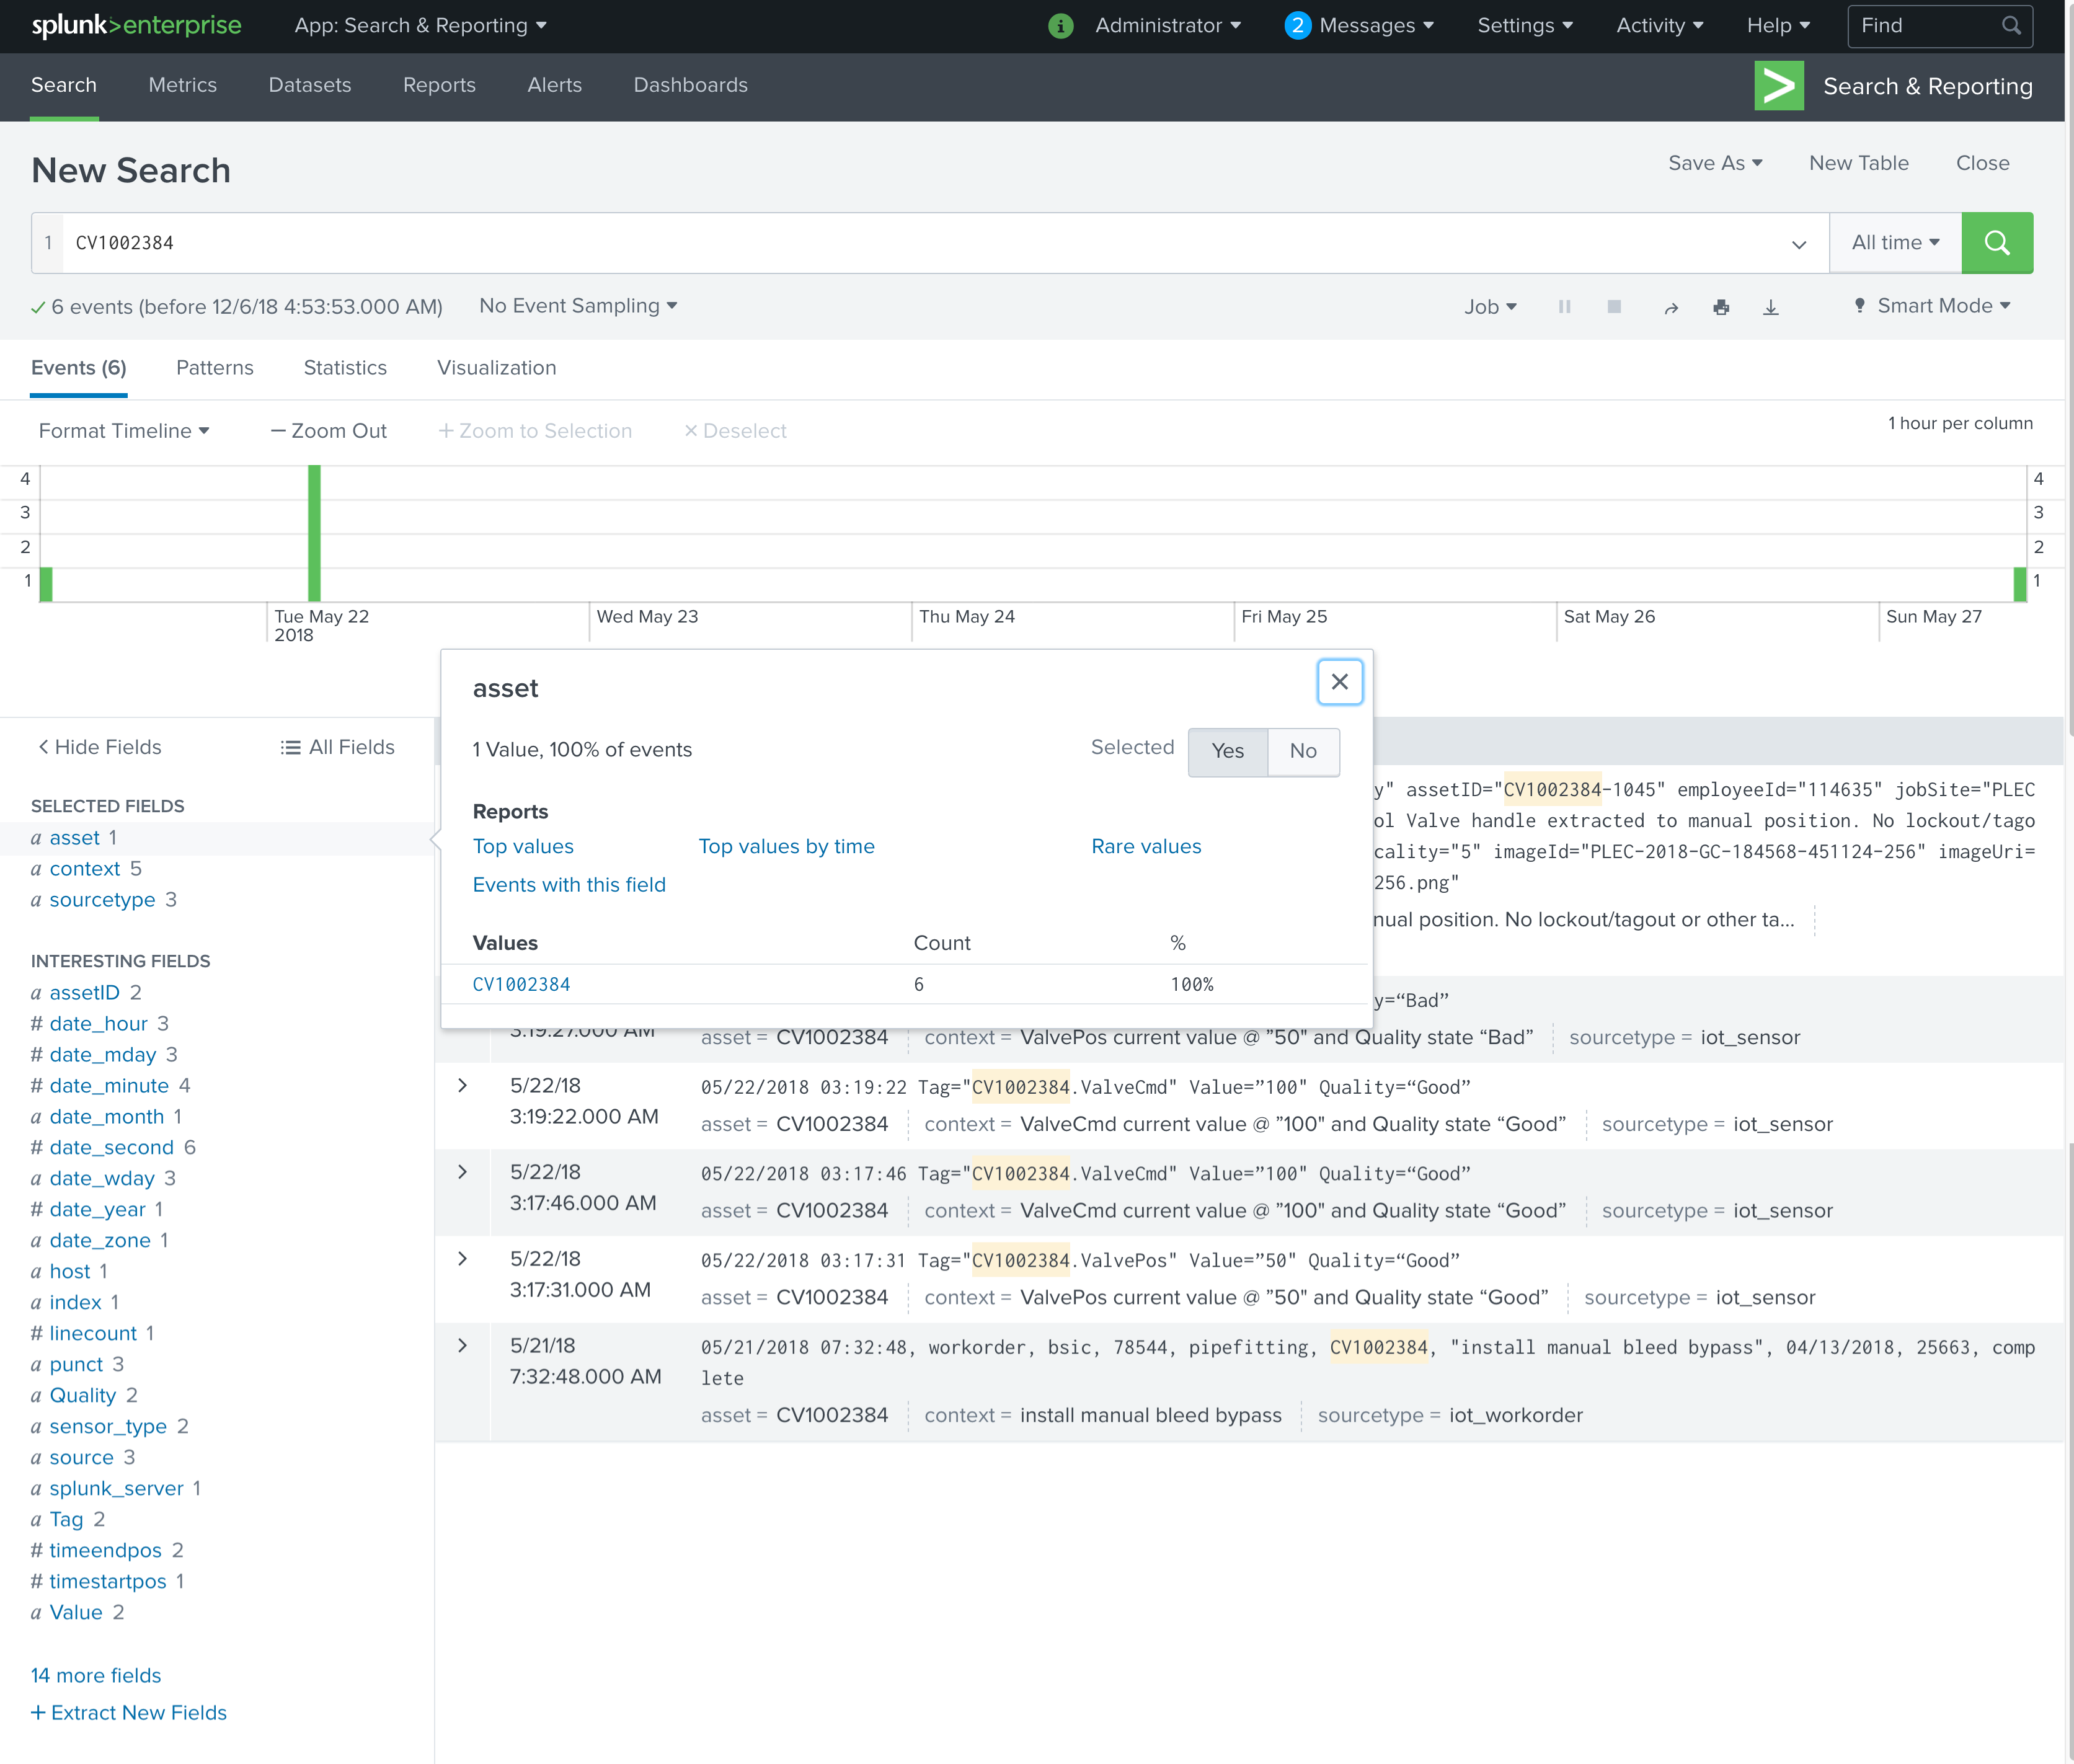 splunk>enterprise App: Search & Reporting i Administrator 2 Messages Settings Activity Help Find
Search Metrics Datasets Reports Alerts Dashboards > Search & Reporting
New Search Save As New Table Close
1 CV1002384 All time
6 events (before 12/6/18 4:53:53.000 AM) No Event Sampling Job Smart Mode
Events (6) Patterns Statistics Visualization
Format Timeline — Zoom Out + Zoom to Selection × Deselect 1 hour per column
4 4
3 3
2 2
1 1
Tue May 22 Wed May 23 Thu May 24 Fri May 25 Sat May 26 Sun May 27
2018
asset
1 Value, 100% of events Selected Yes No
Reports
Top values Top values by time Rare values
Events with this field
Values Count %
CV1002384 6 100%
< Hide Fields All Fields
SELECTED FIELDS
a asset 1
a context 5
a sourcetype 3
INTERESTING FIELDS
a assetID 2
# date_hour 3
# date_mday 3
# date_minute 4
a date_month 1
# date_second 6
a date_wday 3
# date_year 1
a date_zone 1
a host 1
a index 1
# linecount 1
a punct 3
a Quality 2
a sensor_type 2
a source 3
a splunk_server 1
a Tag 2
# timeendpos 2
# timestartpos 1
a Value 2
14 more fields
+ Extract New Fields
y" assetID="CV1002384-1045" employeeId="114635" jobSite="PLEC
ol Valve handle extracted to manual position. No lockout/tago
cality="5" imageId="PLEC-2018-GC-184568-451124-256" imageUri=
256.png"
nual position. No lockout/tagout or other ta...
y=“Bad”
3:19:27.000 AM asset = CV1002384 context = ValvePos current value @ ”50" and Quality state “Bad” sourcetype = iot_sensor
5/22/18 05/22/2018 03:19:22 Tag="CV1002384.ValveCmd" Value=”100" Quality=“Good”
3:19:22.000 AM asset = CV1002384 context = ValveCmd current value @ ”100" and Quality state “Good” sourcetype = iot_sensor
5/22/18 05/22/2018 03:17:46 Tag="CV1002384.ValveCmd" Value=”100" Quality=“Good”
3:17:46.000 AM asset = CV1002384 context = ValveCmd current value @ ”100" and Quality state “Good” sourcetype = iot_sensor
5/22/18 05/22/2018 03:17:31 Tag="CV1002384.ValvePos" Value=”50" Quality=“Good”
3:17:31.000 AM asset = CV1002384 context = ValvePos current value @ ”50" and Quality state “Good” sourcetype = iot_sensor
5/21/18 05/21/2018 07:32:48, workorder, bsic, 78544, pipefitting, CV1002384, "install manual bleed bypass", 04/13/2018, 25663, comp
7:32:48.000 AM lete
asset = CV1002384 context = install manual bleed bypass sourcetype = iot_workorder